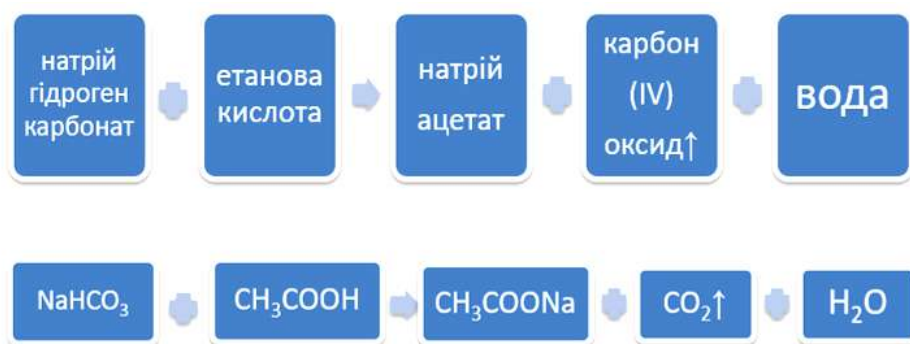 натрій
гідроген
карбонат
етанова
кислота
натрій
ацетат
карбон
(IV)
оксид↑
вода
NaHCO₃
CH₃COOH
CH₃COONa
CO₂↑
H₂O